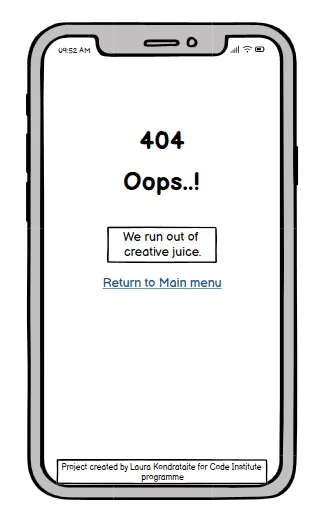 09:52 AM
404
Oops..!
We run out of
creative juice.
Return to Main menu
Project created by Laura Kondrataite for Code Institute
programme